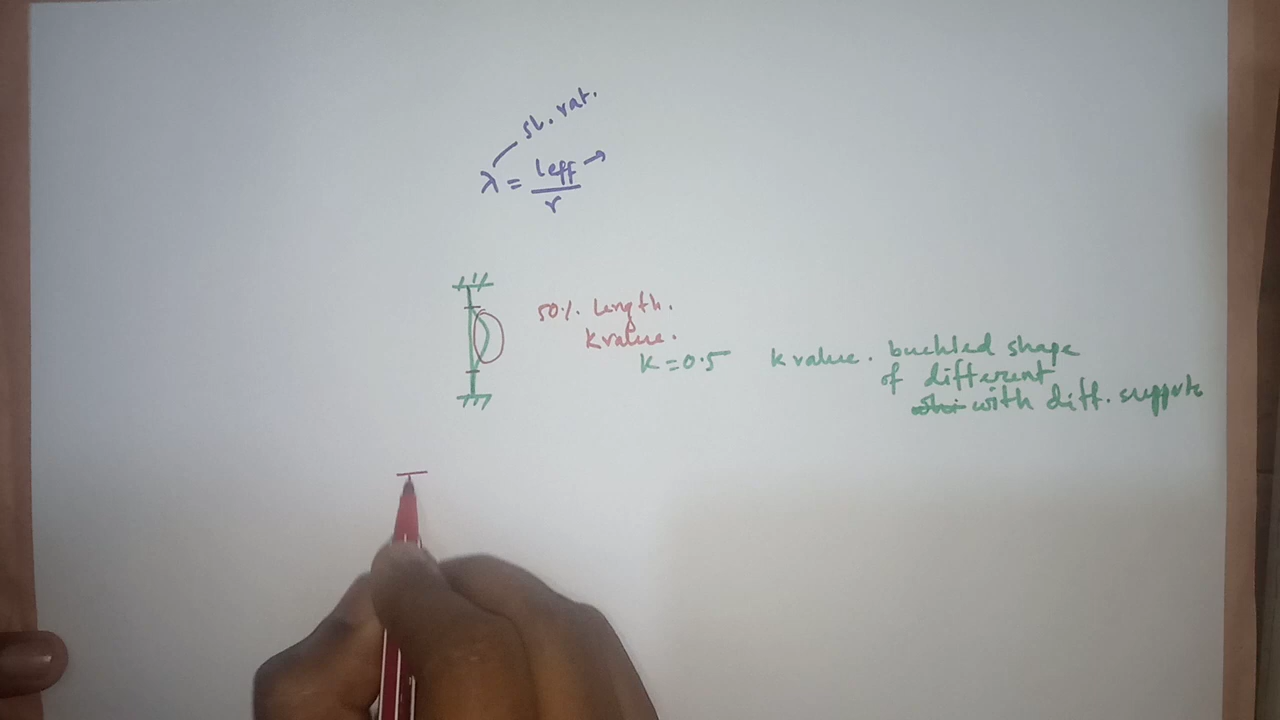 sl. rat.
λ = leff →
r
50% length.
k value.
K = 0.5
k value. buckled shape
of different
with diff. supports